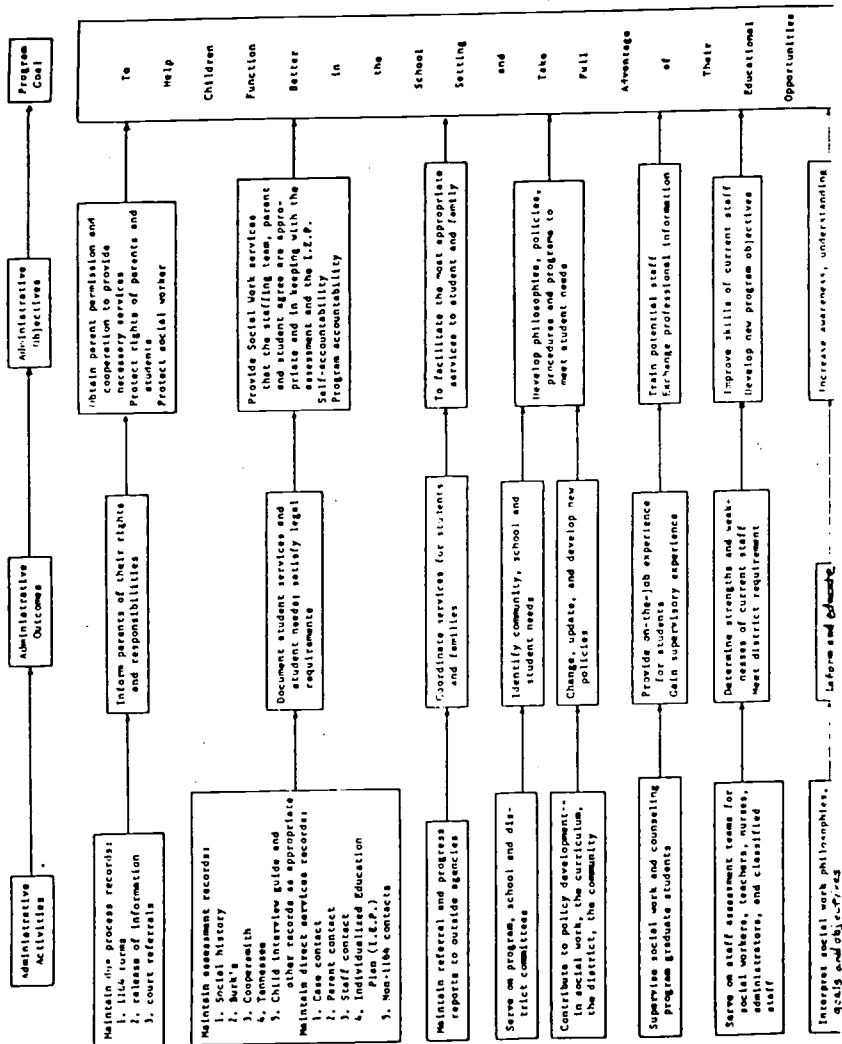 Administrative
Activities
Administrative
Outcomes
Administrative
Objectives
Program
Goal
Maintain due process records:
1. 1164 forms
2. release of information
3. court referrals
Inform parents of their rights
and responsibilities
Obtain parent permission and
cooperation to provide
necessary services
Protect rights of parents and
students
Protect social worker
Maintain assessment records:
1. Social history
2. Burk's
3. Coopersmith
4. Tennessee
5. Child interview guide and
other records as appropriate
Maintain direct services records:
1. Case contact
2. Parent contact
3. Staff contact
4. Individualized Education
Plan (I.E.P.)
5. Non-1164 contacts
Document student services and
student needs; satisfy legal
requirements
Provide Social Work services
that the staffing team, parent
and student agree are appro-
priate and in keeping with the
assessment and the I.E.P.
Self-accountability
Program accountability
Maintain referral and progress
reports to outside agencies
Coordinate services for students
and families
To facilitate the most appropriate
services to student and family
Serve on program, school and dis-
trict committees
Identify community, school and
student needs
Contribute to policy development--
in social work, the curriculum,
the district, the community
Change, update, and develop new
policies
Develop philosophies, policies,
procedures and programs to
meet student needs
Supervise social work and counseling
program graduate students
Provide on-the-job experience
for students
Gain supervisory experience
Train potential staff
Exchange professional information
Serve on staff assessment teams for
social workers, teachers, nurses,
administrators, and classified
staff
Determine strengths and weak-
nesses of current staff
Meet district requirement
Improve skills of current staff
Develop new program objectives
Interpret social work philosophies,
goals and objectives
Inform and educate
Increase awareness, understanding
To
Help
Children
Function
Better
in
the
School
Setting
and
Take
Full
Advantage
of
Their
Educational
Opportunities